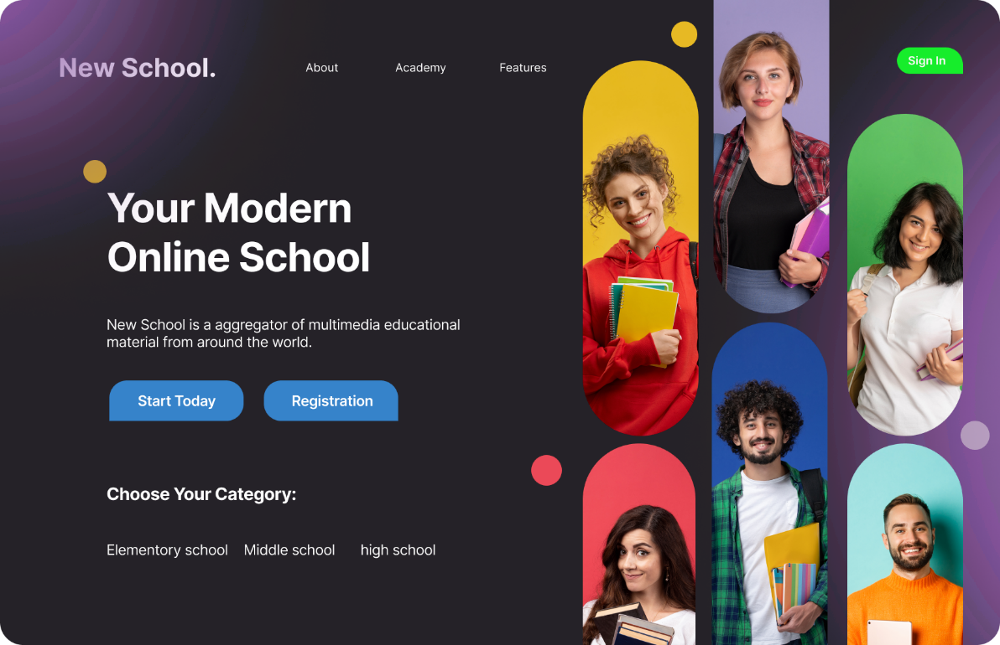 New School.
About
Academy
Features
Sign In
Your Modern
Online School
New School is a aggregator of multimedia educational
material from around the world.
Start Today
Registration
Choose Your Category:
Elementory school
Middle school
high school